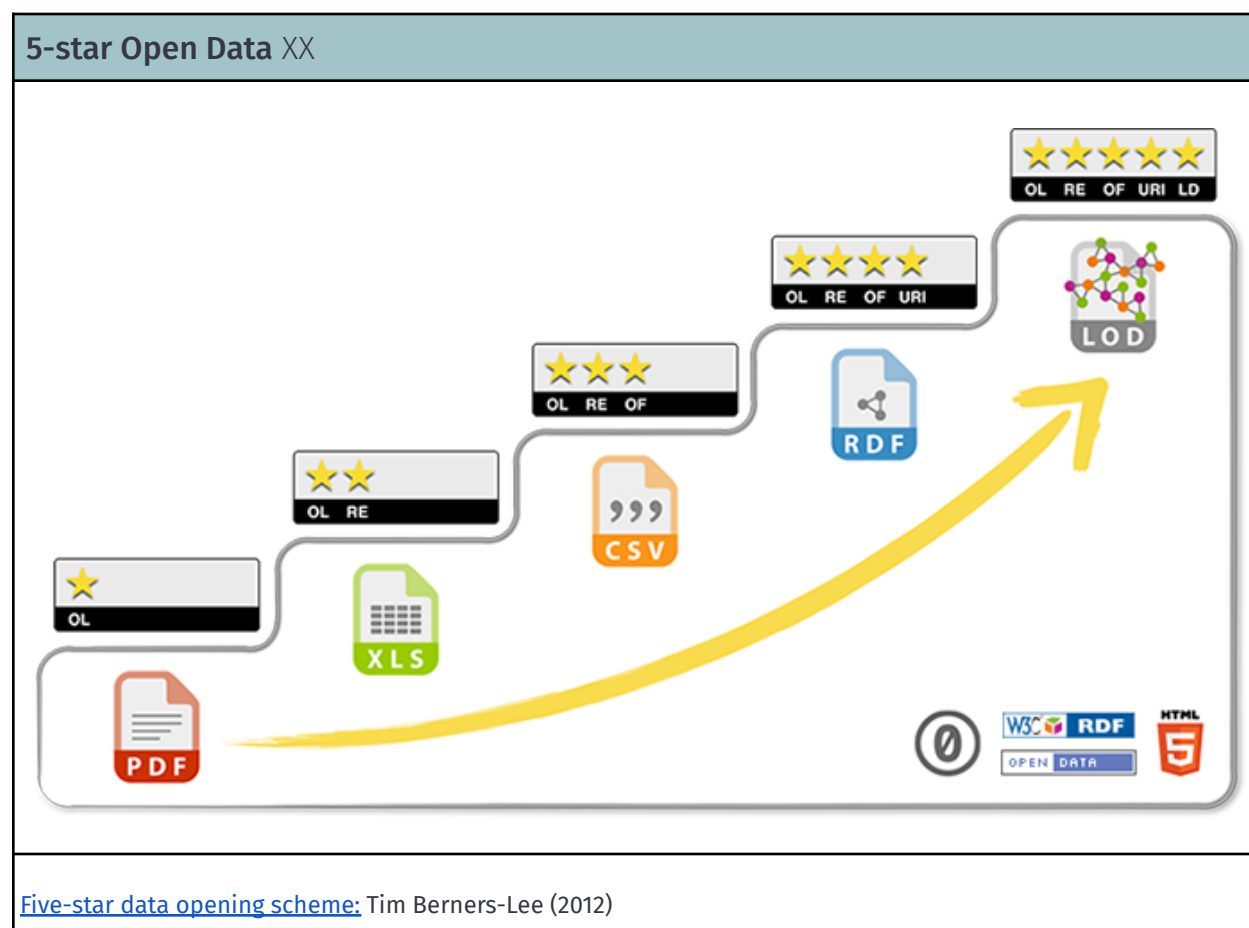 5-star Open Data XX
OL RE OF URI LD
LOD
OL RE OF URI
RDF
OL RE OF
CSV
OL RE
XLS
OL
PDF
W3C RDF
OPEN DATA
HTML
5
0
Five-star data opening scheme: Tim Berners-Lee (2012)